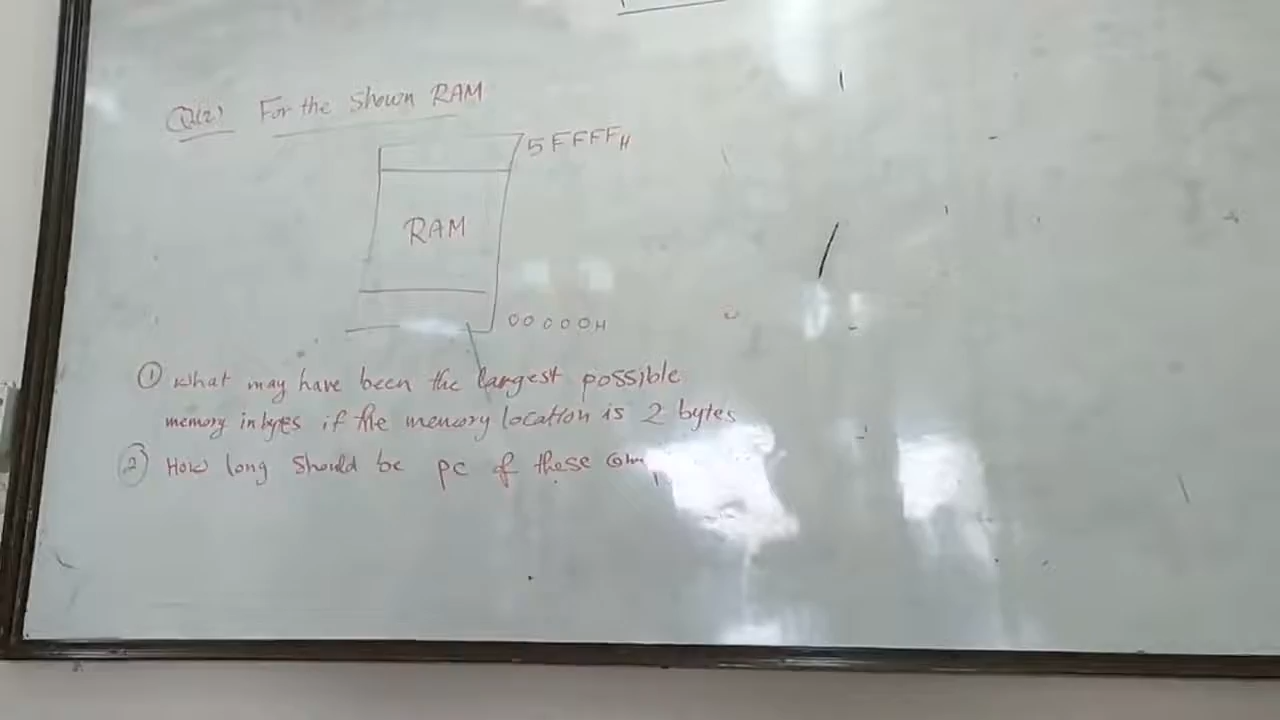 Q(2) For the Shown RAM
5FFFFH
RAM
00000H
① What may have been the largest possible
memory in bytes if the memory location is 2 bytes
② How long should be pc of these